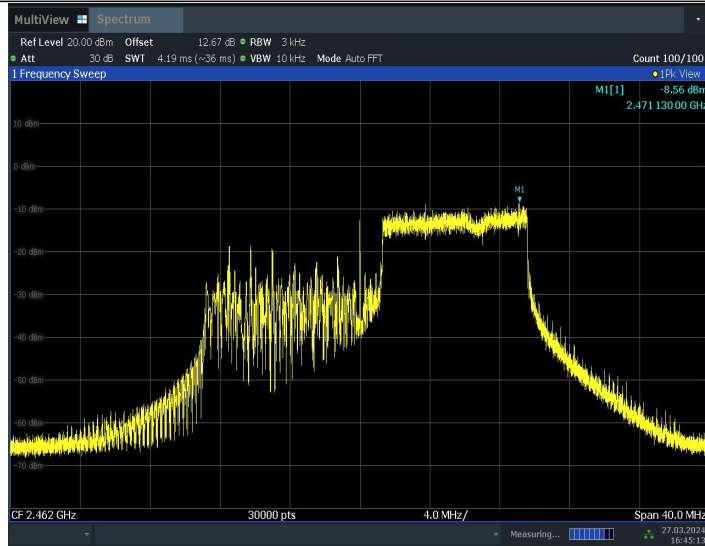 MultiView Spectrum
Ref Level 20.00 dBm Offset 12.67 dB RBW 3 kHz
Att 30 dB SWT 4.19 ms (~36 ms) VBW 10 kHz Mode Auto FFT Count 100/100
1 Frequency Sweep 1Pk View
M1[1] -8.56 dBm
2.471 130 00 GHz
10 dBm
0 dBm
M1
-10 dBm
-20 dBm
-30 dBm
-40 dBm
-50 dBm
-60 dBm
-70 dBm
CF 2.462 GHz 30000 pts 4.0 MHz/ Span 40.0 MHz
Measuring... 27.03.2024
16:45:13